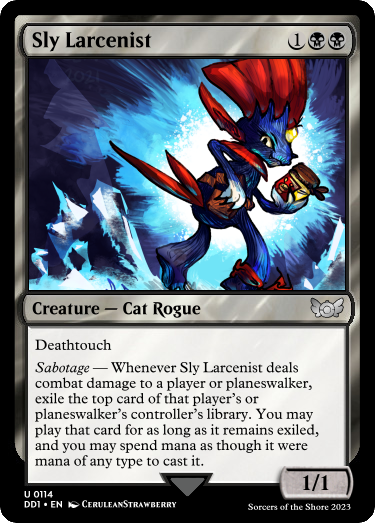 Sly Larcenist 1
Creature — Cat Rogue
Deathtouch
Sabotage — Whenever Sly Larcenist deals
combat damage to a player or planeswalker,
exile the top card of that player's or
planeswalker's controller's library. You may
play that card for as long as it remains exiled,
and you may spend mana as though it were
mana of any type to cast it.
1/1
U 0114
DD1 • EN CeruleanStrawberry
Sorcers of the Shore 2023